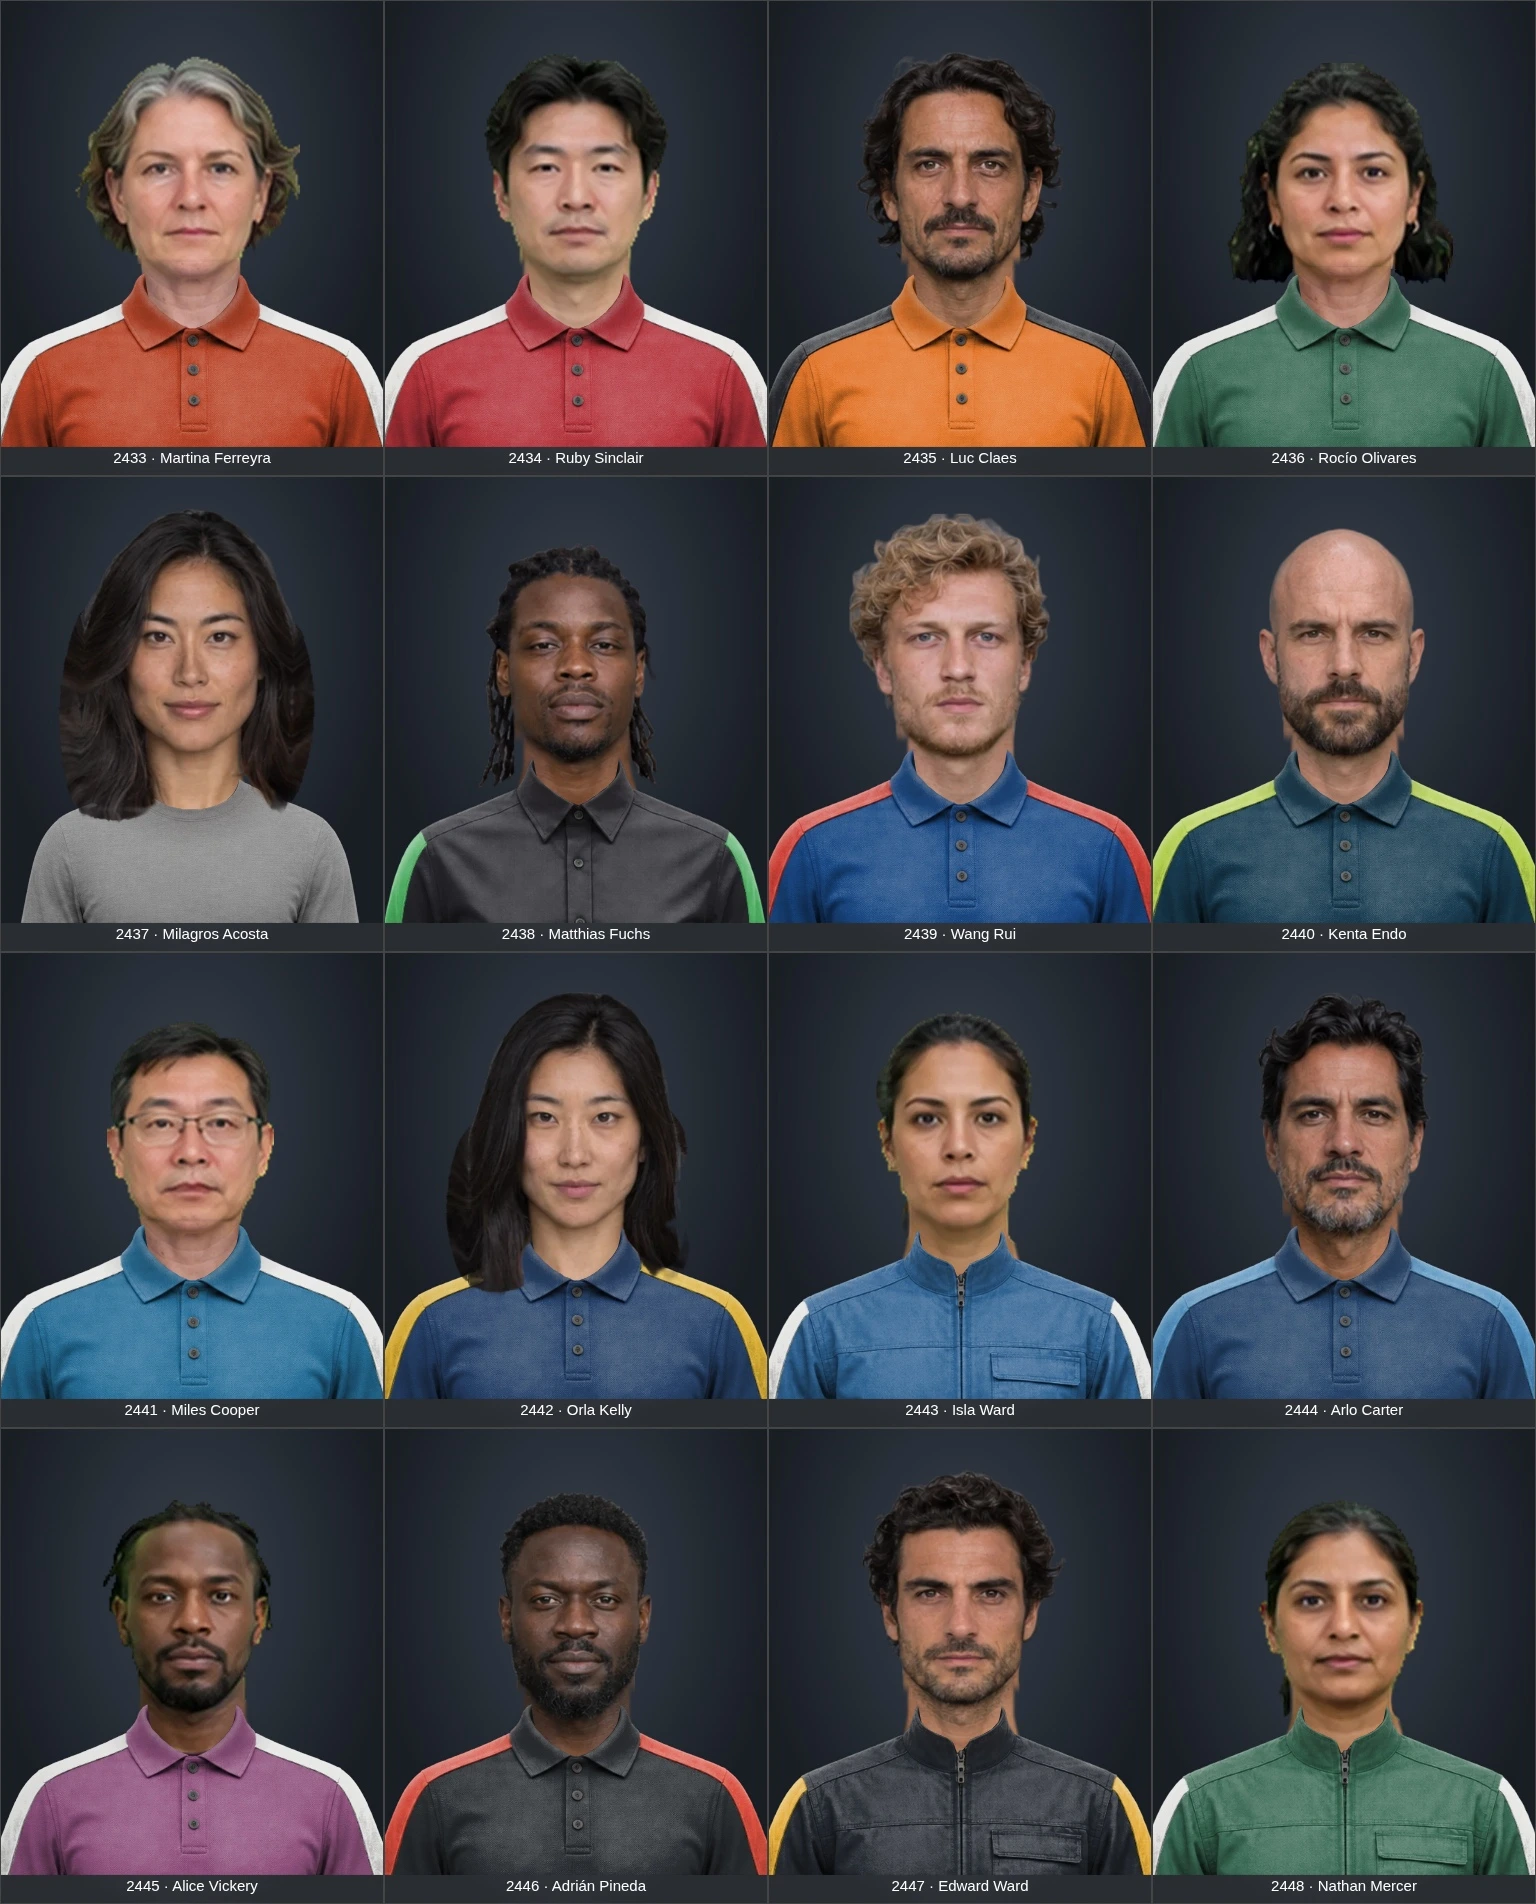 2433 · Martina Ferreyra
2434 · Ruby Sinclair
2435 · Luc Claes
2436 · Rocío Olivares
2437 · Milagros Acosta
2438 · Matthias Fuchs
2439 · Wang Rui
2440 · Kenta Endo
2441 · Miles Cooper
2442 · Orla Kelly
2443 · Isla Ward
2444 · Arlo Carter
2445 · Alice Vickery
2446 · Adrián Pineda
2447 · Edward Ward
2448 · Nathan Mercer